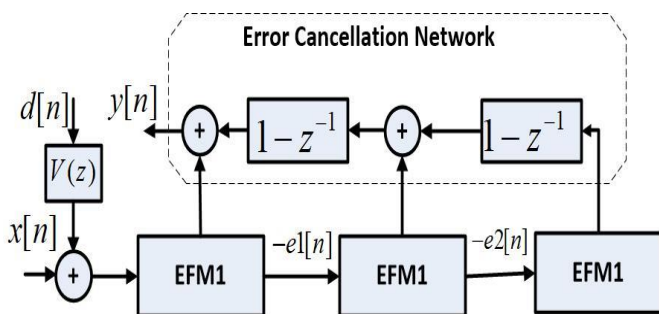 Error Cancellation Network
d[n]
y[n]
+
1 − z⁻¹
+
1 − z⁻¹
V(z)
x[n]
+
EFM1
−e1[n]
EFM1
−e2[n]
EFM1